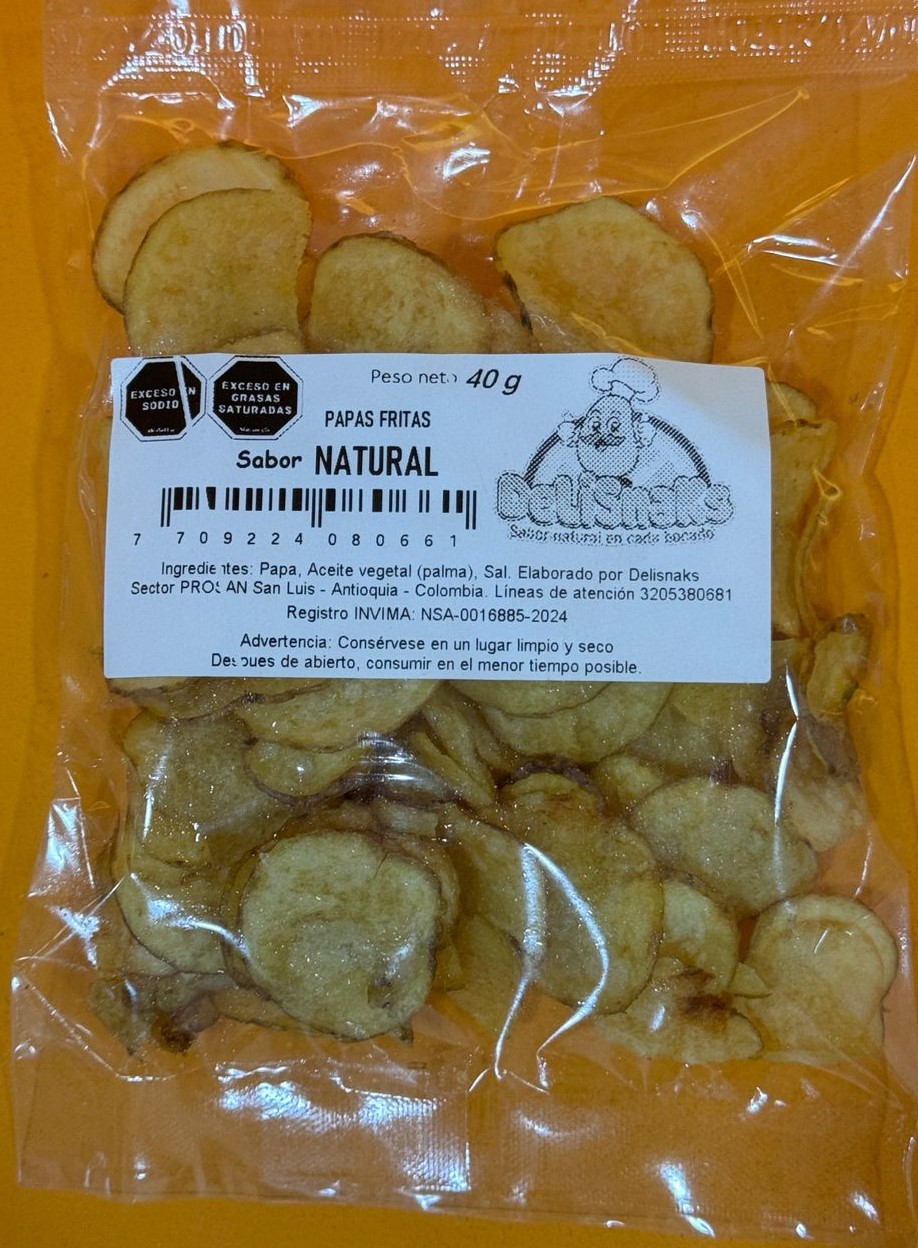 EXCESO EN
SODIO
EXCESO EN
GRASAS
SATURADAS
Peso neto 40 g
PAPAS FRITAS
Sabor NATURAL
7 709224 080661
DeliSnaks
Sabor natural en cada bocado
Ingredientes: Papa, Aceite vegetal (palma), Sal. Elaborado por Delisnaks
Sector PROSAN San Luis - Antioquia - Colombia. Líneas de atención 3205380681
Registro INVIMA: NSA-0016885-2024
Advertencia: Consérvese en un lugar limpio y seco
Despues de abierto, consumir en el menor tiempo posible.